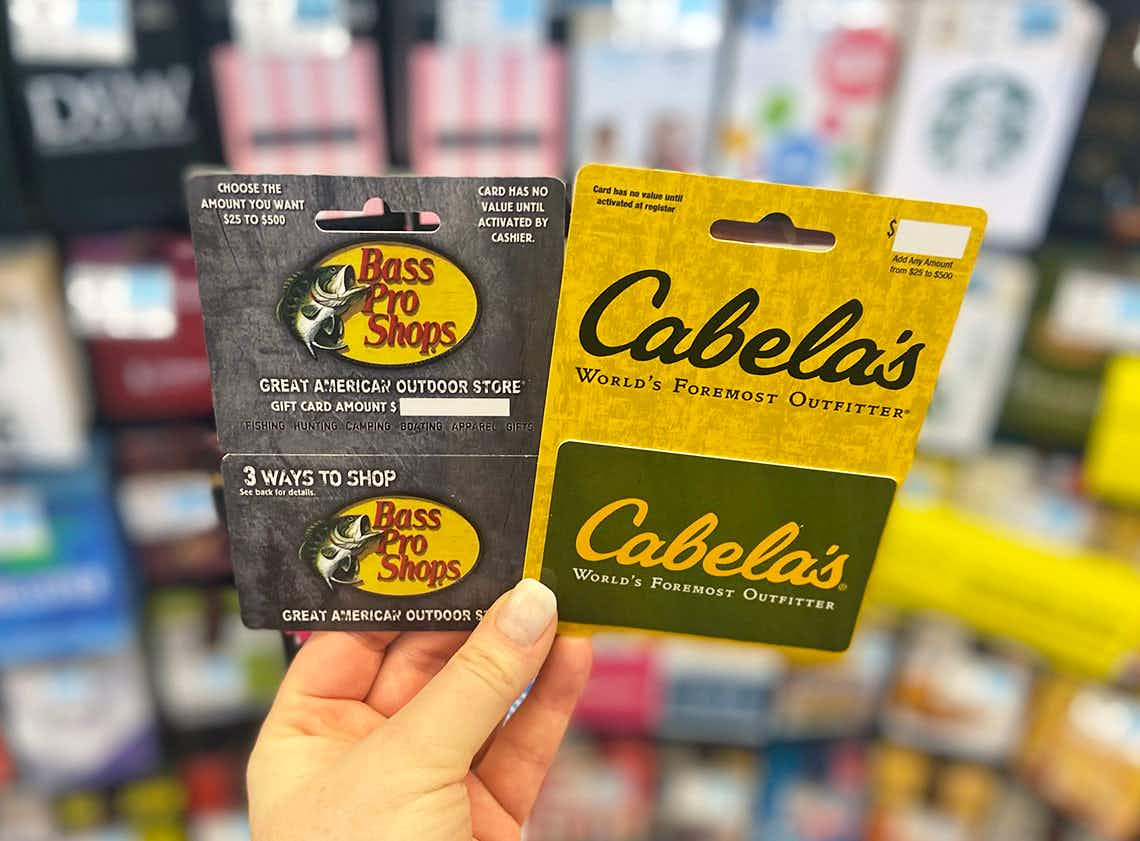 DSW
CHOOSE THE
AMOUNT YOU WANT
$25 TO $500
CARD HAS NO
VALUE UNTIL
ACTIVATED BY
CASHIER.
Bass
Pro
Shops
GREAT AMERICAN OUTDOOR STORE®
GIFT CARD AMOUNT $
FISHING HUNTING CAMPING BOATING APPAREL GIFTS
3 WAYS TO SHOP
See back for details.
Bass
Pro
Shops
GREAT AMERICAN OUTDOOR S
Card has no value until
activated at register
$
Add Any Amount
from $25 to $500
Cabela's
WORLD'S FOREMOST OUTFITTER®
Cabela's®
WORLD'S FOREMOST OUTFITTER